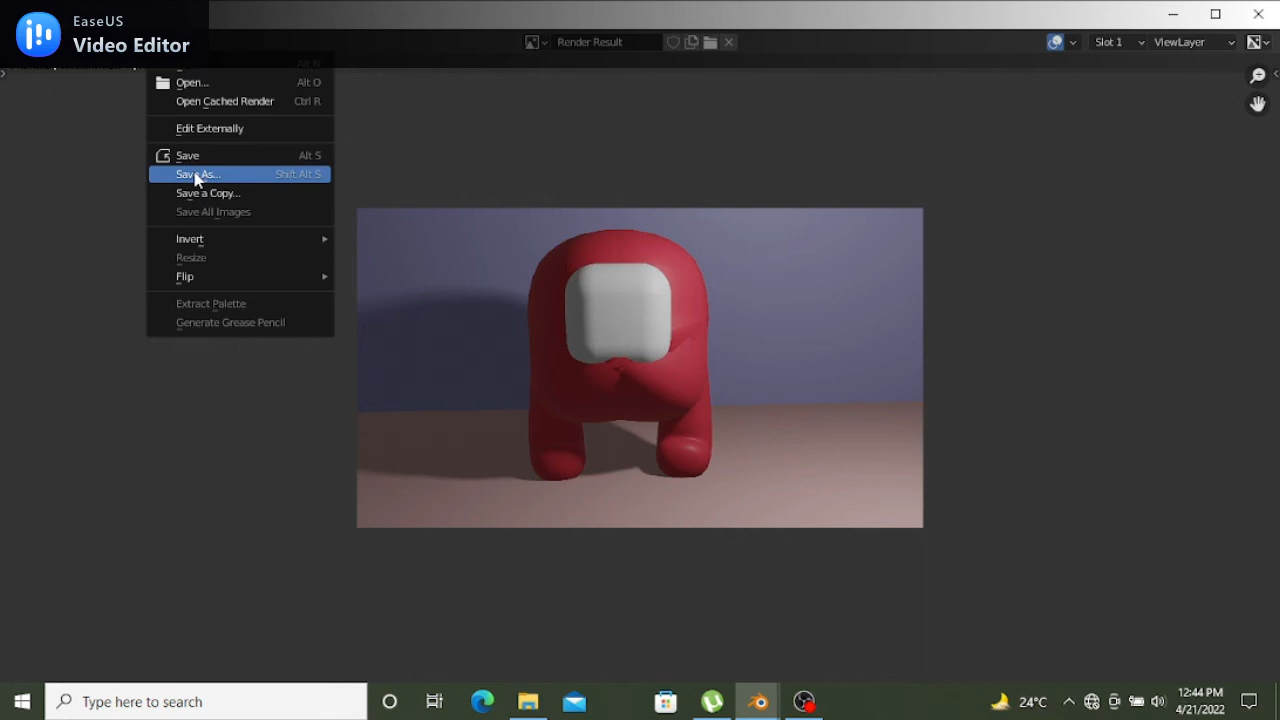 EaseUS
Video Editor
Render Result
Slot 1
ViewLayer
Alt N
Open... Alt O
Open Cached Render Ctrl R
Edit Externally
Save Alt S
Save As... Shift Alt S
Save a Copy...
Save All Images
Invert
Resize
Flip
Extract Palette
Generate Grease Pencil
Type here to search
24°C
12:44 PM
4/21/2022